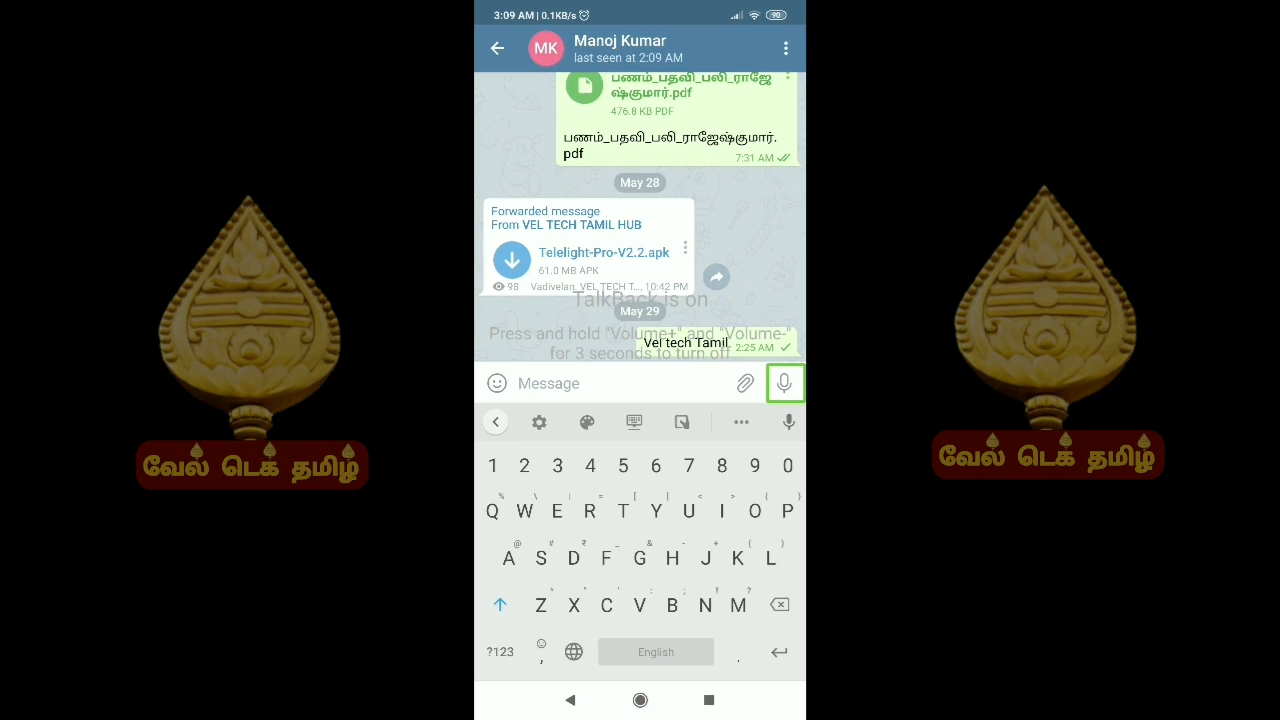 3:09 AM | 0.1KB/s
90
MK
Manoj Kumar
last seen at 2:09 AM
பணம்_பதவி_பலி_ராஜே
ஷ்குமார்.pdf
476.8 KB PDF
பணம்_பதவி_பலி_ராஜேஷ்குமார்.
pdf
7:31 AM
May 28
Forwarded message
From VEL TECH TAMIL HUB
Telelight-Pro-V2.2.apk
61.0 MB APK
98 Vadivelan, VEL TECH T..., 10:42 PM
TalkBack is on
May 29
Press and hold "Volume+" and "Volume-"
for 3 seconds to turn off
Vel tech Tamil
2:25 AM
Message
1 2 3 4 5 6 7 8 9 0
% \ | = [ ] < > { }
Q W E R T Y U I O P
@ # ₹ _ & - + ( )
A S D F G H J K L
* " ' : ; ! ?
Z X C V B N M
?123 , English .
வேல் டெக் தமிழ்
வேல் டெக் தமிழ்